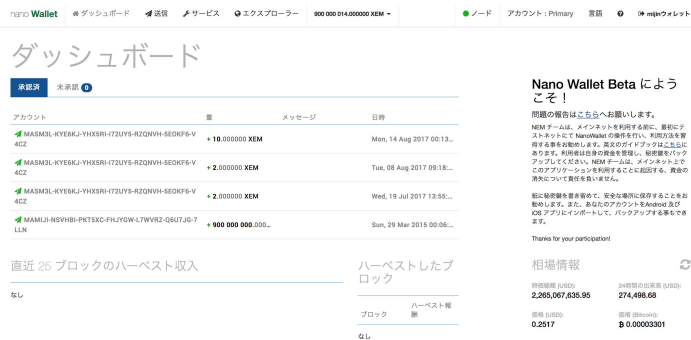 nano Wallet
ダッシュボード
送信
サービス
エクスプローラー
900 000 014.000000 XEM
ノード
アカウント : Primary
言語
mijinウォレット
ダッシュボード
承認済
未承認 0
アカウント 量 メッセージ 日時
MASM3L-KYE6KJ-YHX5RI-I72UY5-RZQNVH-5EOKF6-V
4CZ
+ 10.000000 XEM
Mon, 14 Aug 2017 00:13...
MASM3L-KYE6KJ-YHX5RI-I72UY5-RZQNVH-5EOKF6-V
4CZ
+ 2.000000 XEM
Tue, 08 Aug 2017 09:18:...
MASM3L-KYE6KJ-YHX5RI-I72UY5-RZQNVH-5EOKF6-V
4CZ
+ 2.000000 XEM
Wed, 19 Jul 2017 13:55:...
MAMIJI-NSVHBI-PKT5XC-FHJYGW-L7WVRZ-Q6U7JG-7
LLN
+ 900 000 000.000...
Sun, 29 Mar 2015 00:06:...
直近 25 ブロックのハーベスト収入
なし
ハーベストしたブ
ロック
ブロック
ハーベスト報
酬
なし
Nano Wallet Beta によう
こそ！
問題の報告はこちらへお願いします。
NEM チームは、メインネットを利用する前に、最初にテ
ストネットにて NanoWallet の操作を行い、利用方法を習
得する事をお勧めします。英文のガイドブックはこちらに
あります。利用者は自身の資金を管理し、秘密鍵をバック
アップしてください。NEM チームは、メインネット上で
このアプリケーションを利用することに起因する、資金の
消失について責任を負いません。
紙に秘密鍵を書き留めて、安全な場所に保存することをお
勧めします。また、あなたのアカウントをAndroid 及び
iOS アプリにインポートして、バックアップする事もでき
ます。
Thanks for your participation!
相場情報
時価総額 (USD):
2,265,067,635.95
24時間の出来高 (USD):
274,498.68
価格 (USD):
0.2517
価格 (Bitcoin):
฿ 0.00003301